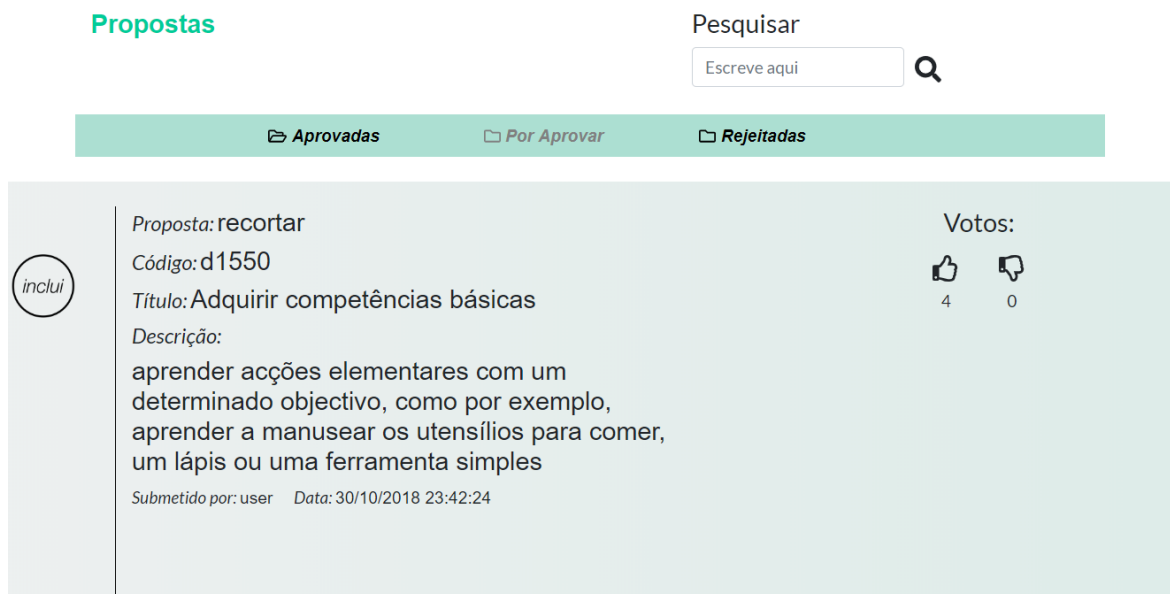 Propostas
Pesquisar
Escreve aqui
Aprovadas Por Aprovar Rejeitadas
inclui
Proposta: recortar
Código: d1550
Título: Adquirir competências básicas
Descrição:
aprender acções elementares com um
determinado objectivo, como por exemplo,
aprender a manusear os utensílios para comer,
um lápis ou uma ferramenta simples
Submetido por: user Data: 30/10/2018 23:42:24
Votos:
4 0